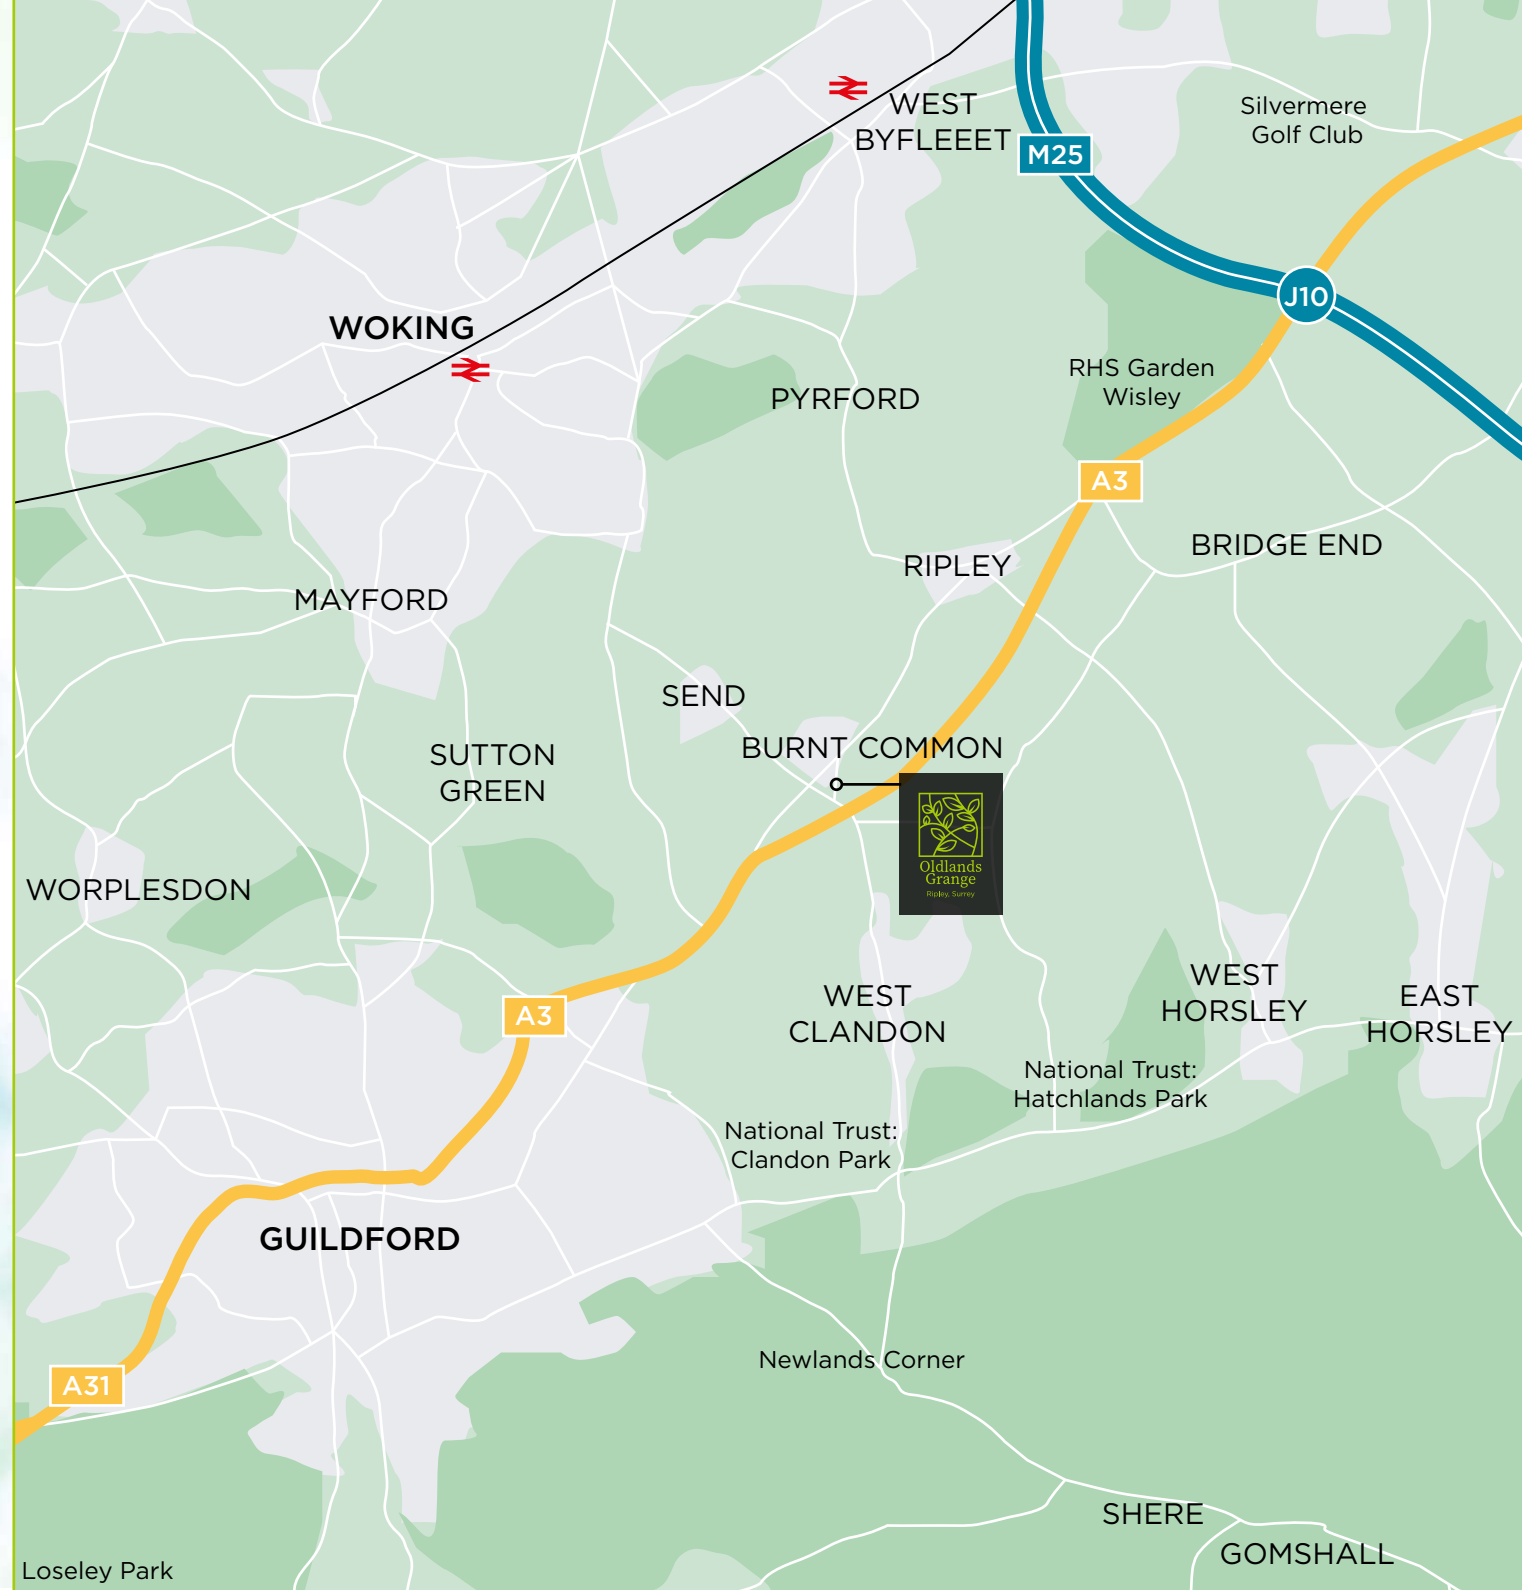 WEST
BYFLEEET
Silvermere
Golf Club
M25
J10
WOKING
RHS Garden
Wisley
PYRFORD
A3
BRIDGE END
RIPLEY
MAYFORD
SEND
BURNT COMMON
SUTTON
GREEN
Oldlands
Grange
Ripley, Surrey
WORPLESDON
WEST
HORSLEY
WEST
CLANDON
EAST
HORSLEY
A3
National Trust:
Hatchlands Park
National Trust:
Clandon Park
GUILDFORD
Newlands Corner
A31
SHERE
GOMSHALL
Loseley Park